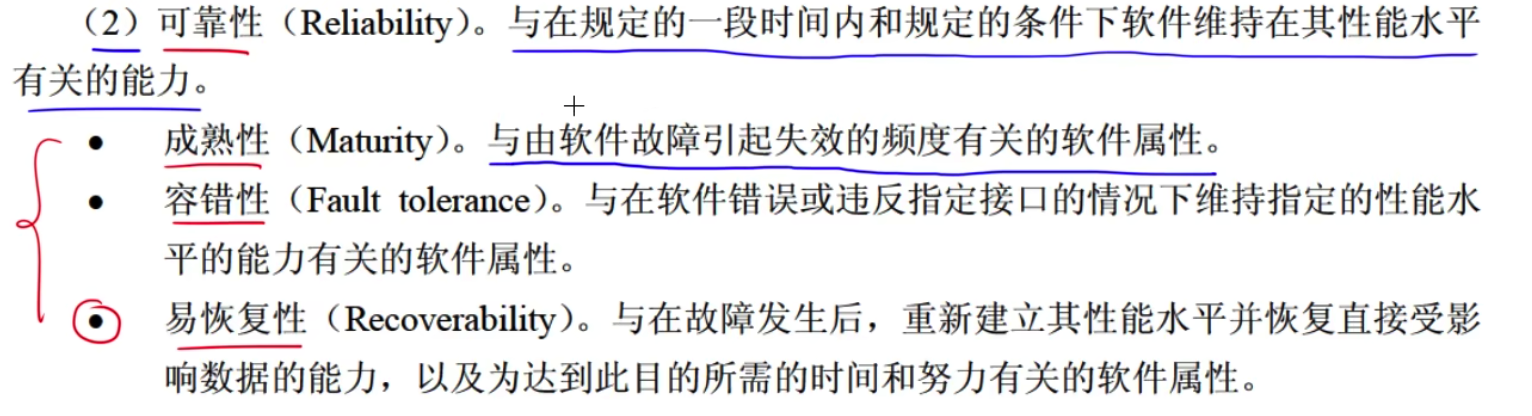 （2）可靠性（Reliability）。与在规定的一段时间内和规定的条件下软件维持在其性能水平
有关的能力。
● 成熟性（Maturity）。与由软件故障引起失效的频度有关的软件属性。
● 容错性（Fault tolerance）。与在软件错误或违反指定接口的情况下维持指定的性能水
平的能力有关的软件属性。
● 易恢复性（Recoverability）。与在故障发生后，重新建立其性能水平并恢复直接受影
响数据的能力，以及为达到此目的所需的时间和努力有关的软件属性。